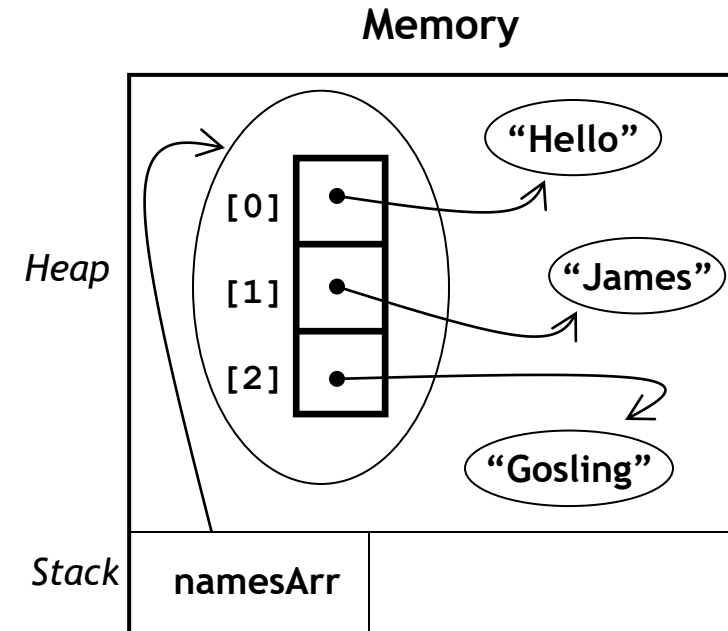 Memory
“Hello”
[0]
Heap
“James”
[1]
[2]
“Gosling”
Stack
namesArr